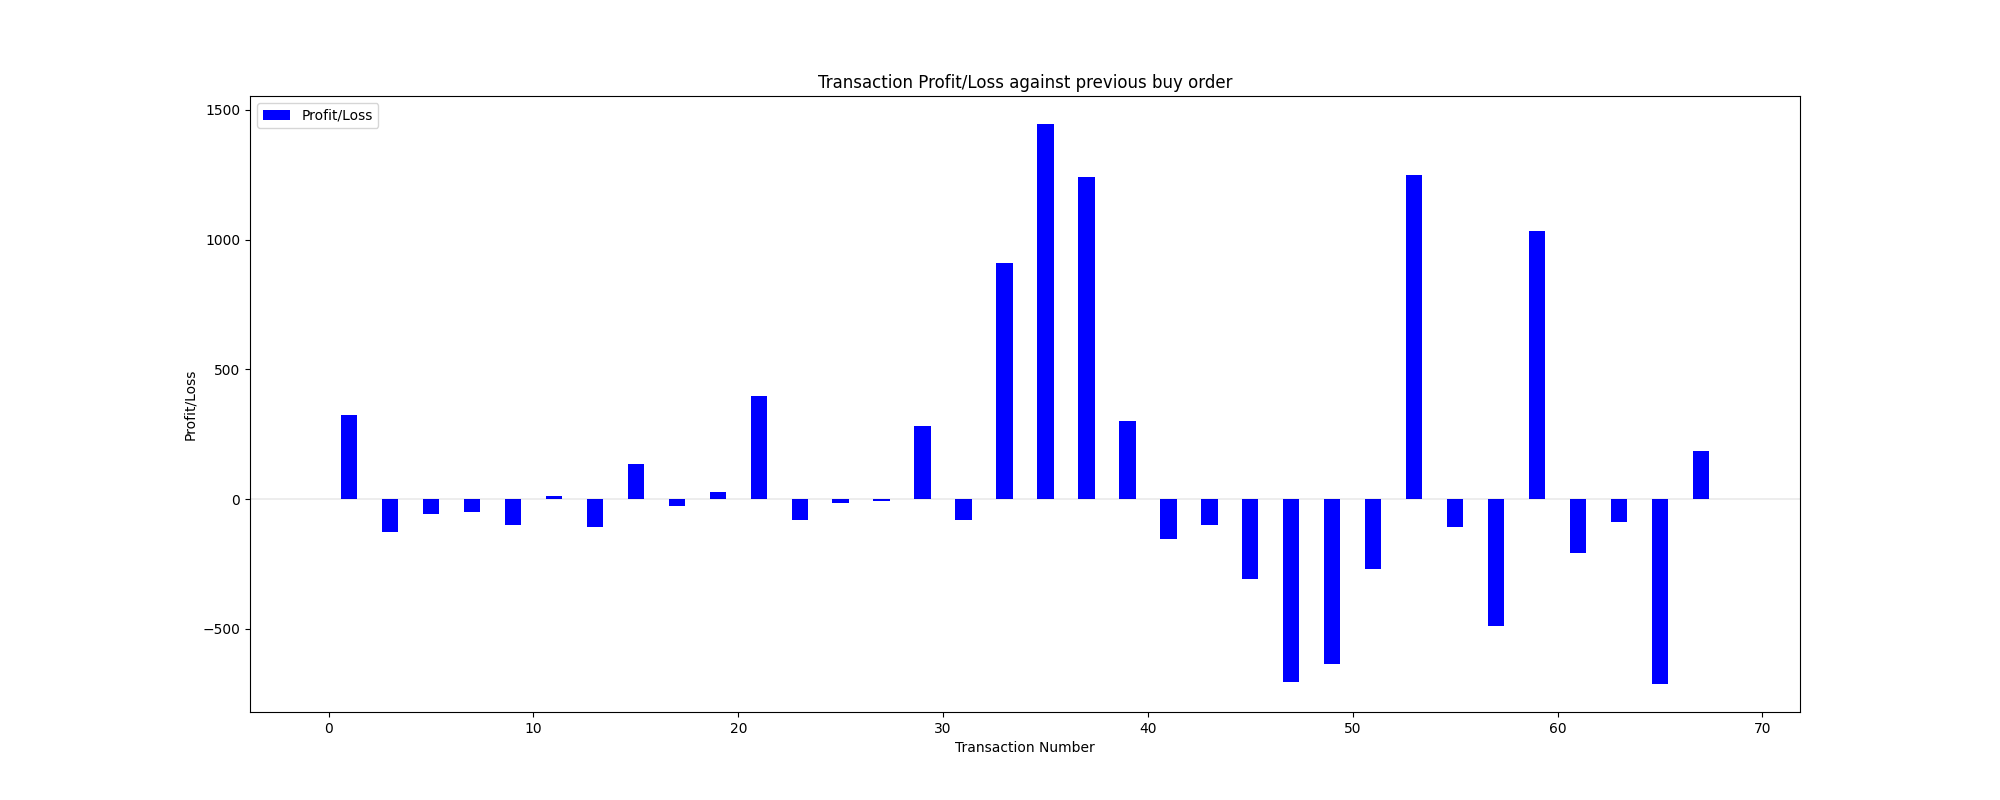 Transaction Profit/Loss against previous buy order
Profit/Loss
1500
1000
500
0
−500
Profit/Loss
0 10 20 30 40 50 60 70
Transaction Number